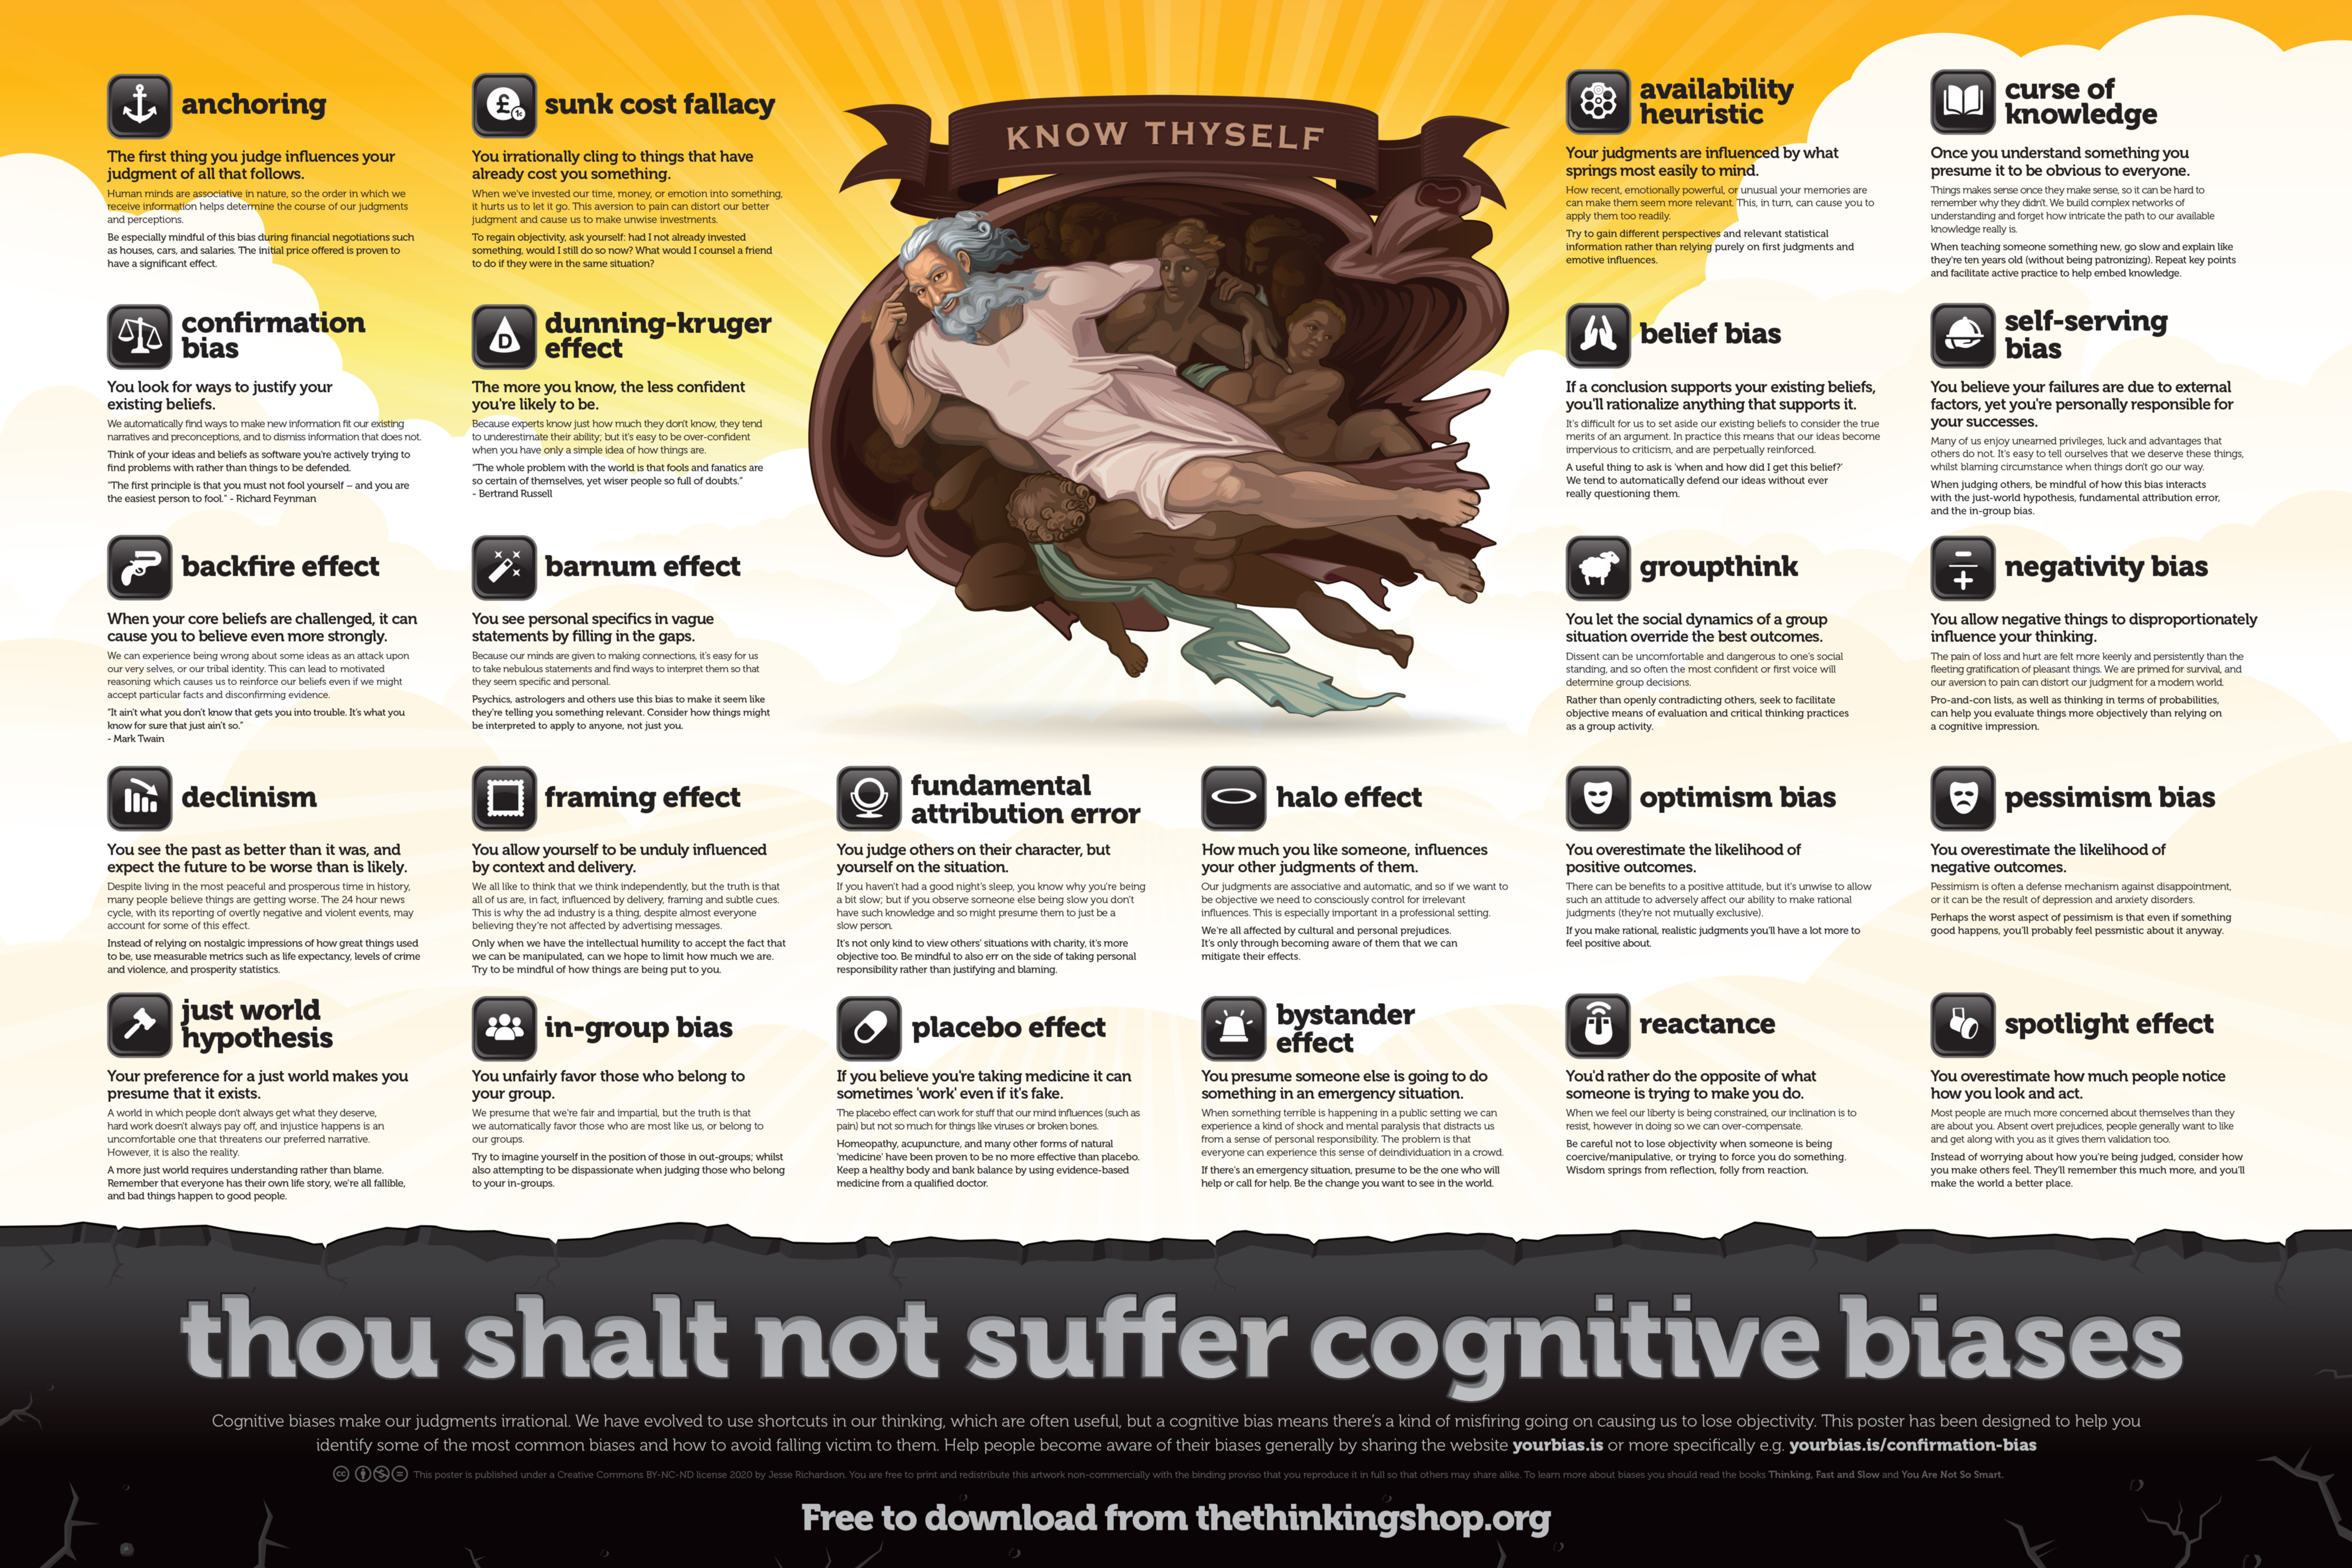 KNOW THYSELF
anchoring
The first thing you judge influences your
judgment of all that follows.
Human minds are associative in nature, so the order in which we
receive information helps determine the course of our judgments
and perceptions.
Be especially mindful of this bias during financial negotiations such
as houses, cars, and salaries. The initial price offered is proven to
have a significant effect.
sunk cost fallacy
You irrationally cling to things that have
already cost you something.
When we've invested our time, money, or emotion into something,
it hurts us to let it go. This aversion to pain can distort our better
judgment and cause us to make unwise investments.
To regain objectivity, ask yourself: had I not already invested
something, would I still do so now? What would I counsel a friend
to do if they were in the same situation?
availability
heuristic
Your judgments are influenced by what
springs most easily to mind.
How recent, emotionally powerful, or unusual your memories are
can make them seem more relevant. This, in turn, can cause you to
apply them too readily.
Try to gain different perspectives and relevant statistical
information rather than relying purely on first judgments and
emotive influences.
curse of
knowledge
Once you understand something you
presume it to be obvious to everyone.
Things makes sense once they make sense, so it can be hard to
remember why they didn't. We build complex networks of
understanding and forget how intricate the path to our available
knowledge really is.
When teaching someone something new, go slow and explain like
they're ten years old (without being patronizing). Repeat key points
and facilitate active practice to help embed knowledge.
confirmation
bias
You look for ways to justify your
existing beliefs.
We automatically find ways to make new information fit our existing
narratives and preconceptions, and to dismiss information that does not.
Think of your ideas and beliefs as software you're actively trying to
find problems with rather than things to be defended.
"The first principle is that you must not fool yourself – and you are
the easiest person to fool." - Richard Feynman
D
dunning-kruger
effect
The more you know, the less confident
you're likely to be.
Because experts know just how much they don't know, they tend
to underestimate their ability; but it's easy to be over-confident
when you have only a simple idea of how things are.
"The whole problem with the world is that fools and fanatics are
so certain of themselves, yet wiser people so full of doubts."
- Bertrand Russell
belief bias
If a conclusion supports your existing beliefs,
you'll rationalize anything that supports it.
It's difficult for us to set aside our existing beliefs to consider the true
merits of an argument. In practice this means that our ideas become
impervious to criticism, and are perpetually reinforced.
A useful thing to ask is 'when and how did I get this belief?'
We tend to automatically defend our ideas without ever
really questioning them.
self-serving
bias
You believe your failures are due to external
factors, yet you're personally responsible for
your successes.
Many of us enjoy unearned privileges, luck and advantages that
others do not. It's easy to tell ourselves that we deserve these things,
whilst blaming circumstance when things don't go our way.
When judging others, be mindful of how this bias interacts
with the just-world hypothesis, fundamental attribution error,
and the in-group bias.
backfire effect
When your core beliefs are challenged, it can
cause you to believe even more strongly.
We can experience being wrong about some ideas as an attack upon
our very selves, or our tribal identity. This can lead to motivated
reasoning which causes us to reinforce our beliefs even if we might
accept particular facts and disconfirming evidence.
"It ain't what you don't know that gets you into trouble. It's what you
know for sure that just ain't so."
- Mark Twain
barnum effect
You see personal specifics in vague
statements by filling in the gaps.
Because our minds are given to making connections, it's easy for us
to take nebulous statements and find ways to interpret them so that
they seem specific and personal.
Psychics, astrologers and others use this bias to make it seem like
they're telling you something relevant. Consider how things might
be interpreted to apply to anyone, not just you.
groupthink
You let the social dynamics of a group
situation override the best outcomes.
Dissent can be uncomfortable and dangerous to one's social
standing, and so often the most confident or first voice will
determine group decisions.
Rather than openly contradicting others, seek to facilitate
objective means of evaluation and critical thinking practices
as a group activity.
negativity bias
You allow negative things to disproportionately
influence your thinking.
The pain of loss and hurt are felt more keenly and persistently than the
fleeting gratification of pleasant things. We are primed for survival, and
our aversion to pain can distort our judgment for a modern world.
Pro-and-con lists, as well as thinking in terms of probabilities,
can help you evaluate things more objectively than relying on
a cognitive impression.
declinism
You see the past as better than it was, and
expect the future to be worse than is likely.
Despite living in the most peaceful and prosperous time in history,
many people believe things are getting worse. The 24 hour news
cycle, with its reporting of overtly negative and violent events, may
account for some of this effect.
Instead of relying on nostalgic impressions of how great things used
to be, use measurable metrics such as life expectancy, levels of crime
and violence, and prosperity statistics.
framing effect
You allow yourself to be unduly influenced
by context and delivery.
We all like to think that we think independently, but the truth is that
all of us are, in fact, influenced by delivery, framing and subtle cues.
This is why the ad industry is a thing, despite almost everyone
believing they're not affected by advertising messages.
Only when we have the intellectual humility to accept the fact that
we can be manipulated, can we hope to limit how much we are.
Try to be mindful of how things are being put to you.
fundamental
attribution error
You judge others on their character, but
yourself on the situation.
If you haven't had a good night's sleep, you know why you're being
a bit slow; but if you observe someone else being slow you don't
have such knowledge and so might presume them to just be a
slow person.
It's not only kind to view others' situations with charity, it's more
objective too. Be mindful to also err on the side of taking personal
responsibility rather than justifying and blaming.
halo effect
How much you like someone, influences
your other judgments of them.
Our judgments are associative and automatic, and so if we want to
be objective we need to consciously control for irrelevant
influences. This is especially important in a professional setting.
We're all affected by cultural and personal prejudices.
It's only through becoming aware of them that we can
mitigate their effects.
optimism bias
You overestimate the likelihood of
positive outcomes.
There can be benefits to a positive attitude, but it's unwise to allow
such an attitude to adversely affect our ability to make rational
judgments (they're not mutually exclusive).
If you make rational, realistic judgments you'll have a lot more to
feel positive about.
pessimism bias
You overestimate the likelihood of
negative outcomes.
Pessimism is often a defense mechanism against disappointment,
or it can be the result of depression and anxiety disorders.
Perhaps the worst aspect of pessimism is that even if something
good happens, you'll probably feel pessmistic about it anyway.
just world
hypothesis
Your preference for a just world makes you
presume that it exists.
A world in which people don't always get what they deserve,
hard work doesn't always pay off, and injustice happens is an
uncomfortable one that threatens our preferred narrative.
However, it is also the reality.
A more just world requires understanding rather than blame.
Remember that everyone has their own life story, we're all fallible,
and bad things happen to good people.
in-group bias
You unfairly favor those who belong to
your group.
We presume that we're fair and impartial, but the truth is that
we automatically favor those who are most like us, or belong to
our groups.
Try to imagine yourself in the position of those in out-groups; whilst
also attempting to be dispassionate when judging those who belong
to your in-groups.
placebo effect
If you believe you're taking medicine it can
sometimes 'work' even if it's fake.
The placebo effect can work for stuff that our mind influences (such as
pain) but not so much for things like viruses or broken bones.
Homeopathy, acupuncture, and many other forms of natural
'medicine' have been proven to be no more effective than placebo.
Keep a healthy body and bank balance by using evidence-based
medicine from a qualified doctor.
bystander
effect
You presume someone else is going to do
something in an emergency situation.
When something terrible is happening in a public setting we can
experience a kind of shock and mental paralysis that distracts us
from a sense of personal responsibility. The problem is that
everyone can experience this sense of deindividuation in a crowd.
If there's an emergency situation, presume to be the one who will
help or call for help. Be the change you want to see in the world.
reactance
You'd rather do the opposite of what
someone is trying to make you do.
When we feel our liberty is being constrained, our inclination is to
resist, however in doing so we can over-compensate.
Be careful not to lose objectivity when someone is being
coercive/manipulative, or trying to force you do something.
Wisdom springs from reflection, folly from reaction.
spotlight effect
You overestimate how much people notice
how you look and act.
Most people are much more concerned about themselves than they
are about you. Absent overt prejudices, people generally want to like
and get along with you as it gives them validation too.
Instead of worrying about how you're being judged, consider how
you make others feel. They'll remember this much more, and you'll
make the world a better place.
thou shalt not suffer cognitive biases
Cognitive biases make our judgments irrational. We have evolved to use shortcuts in our thinking, which are often useful, but a cognitive bias means there's a kind of misfiring going on causing us to lose objectivity. This poster has been designed to help you
identify some of the most common biases and how to avoid falling victim to them. Help people become aware of their biases generally by sharing the website yourbias.is or more specifically e.g. yourbias.is/confirmation-bias
This poster is published under a Creative Commons BY-NC-ND license 2020 by Jesse Richardson. You are free to print and redistribute this artwork non-commercially with the binding proviso that you reproduce it in full so that others may share alike. To learn more about biases you should read the books Thinking, Fast and Slow and You Are Not So Smart.
Free to download from thethinkingshop.org